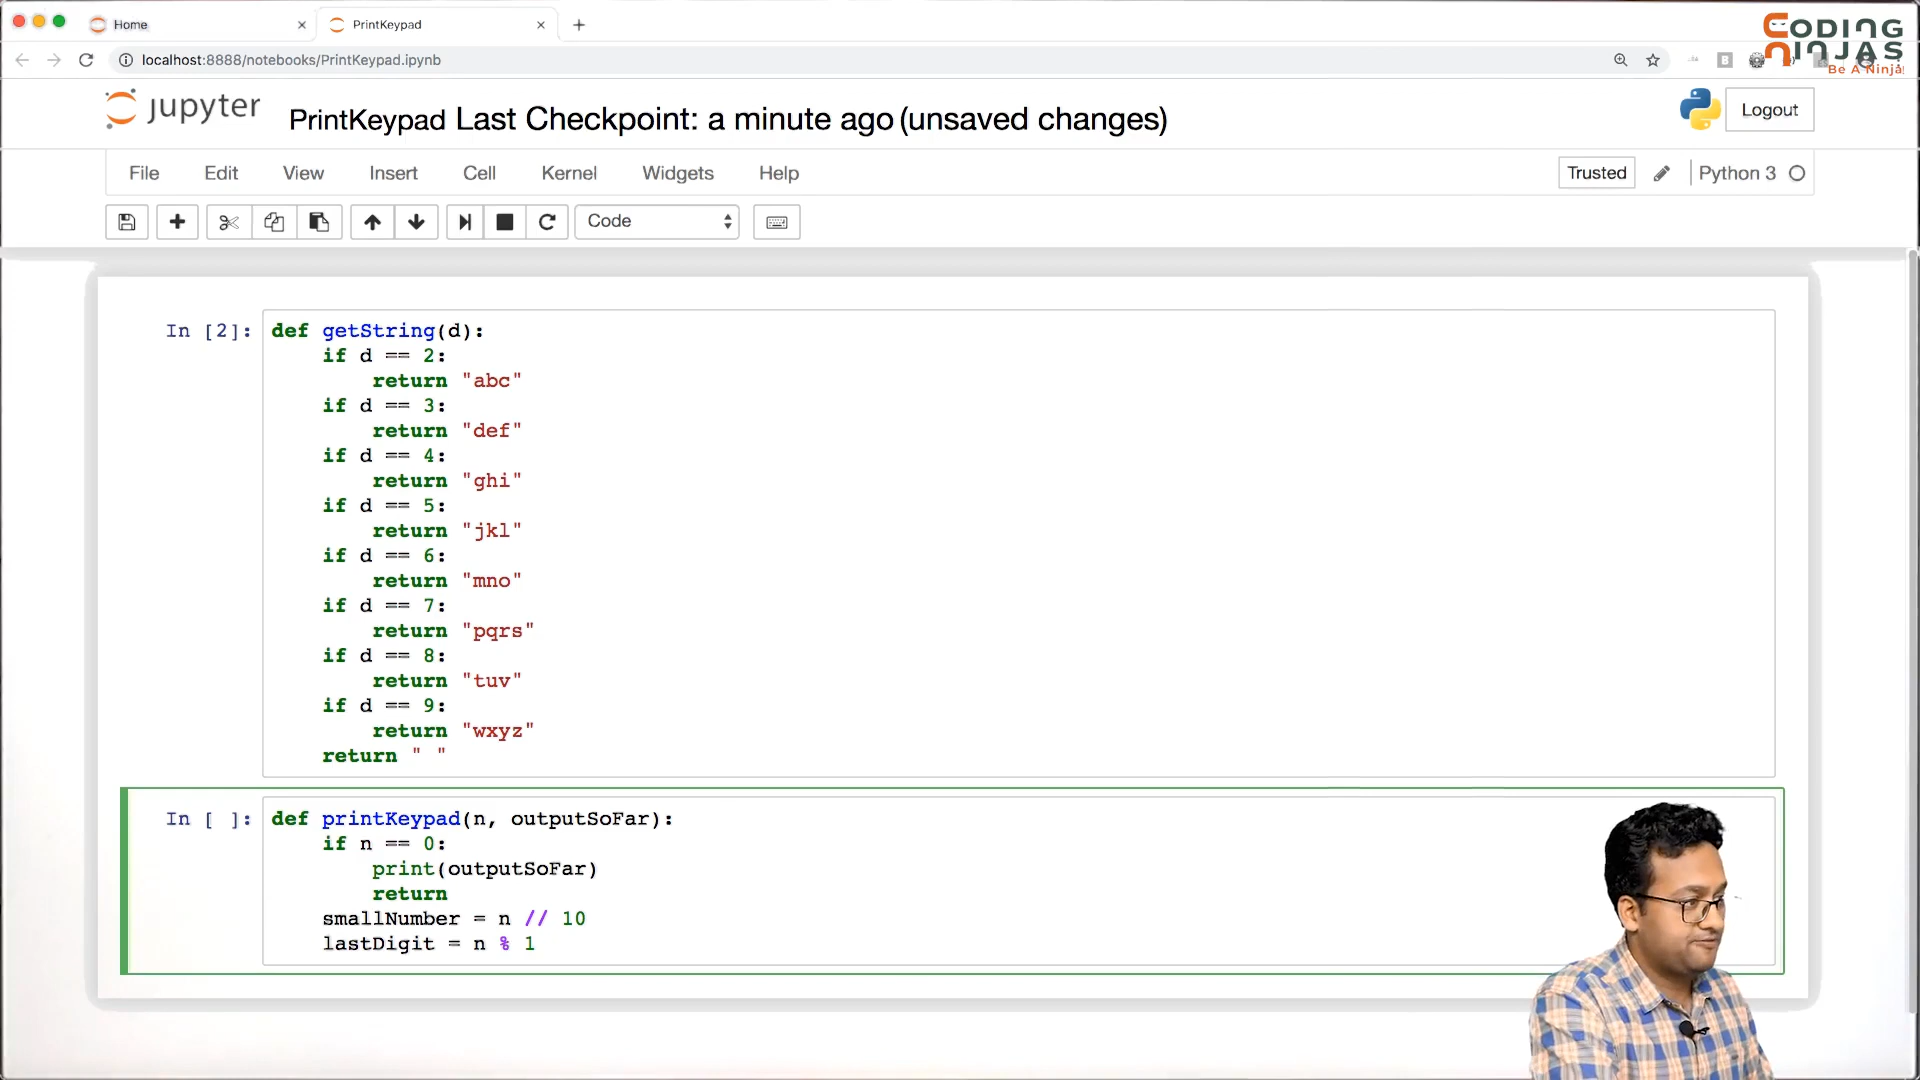 Home
PrintKeypad
CODING
NINJAS
Be A Ninja
localhost:8888/notebooks/PrintKeypad.ipynb
jupyter
PrintKeypad Last Checkpoint: a minute ago (unsaved changes)
Logout
File Edit View Insert Cell Kernel Widgets Help
Trusted
Python 3
Code
In [2]:
def getString(d):
    if d == 2:
        return "abc"
    if d == 3:
        return "def"
    if d == 4:
        return "ghi"
    if d == 5:
        return "jkl"
    if d == 6:
        return "mno"
    if d == 7:
        return "pqrs"
    if d == 8:
        return "tuv"
    if d == 9:
        return "wxyz"
    return " "
In [ ]:
def printKeypad(n, outputSoFar):
    if n == 0:
        print(outputSoFar)
        return
    smallNumber = n // 10
    lastDigit = n % 1